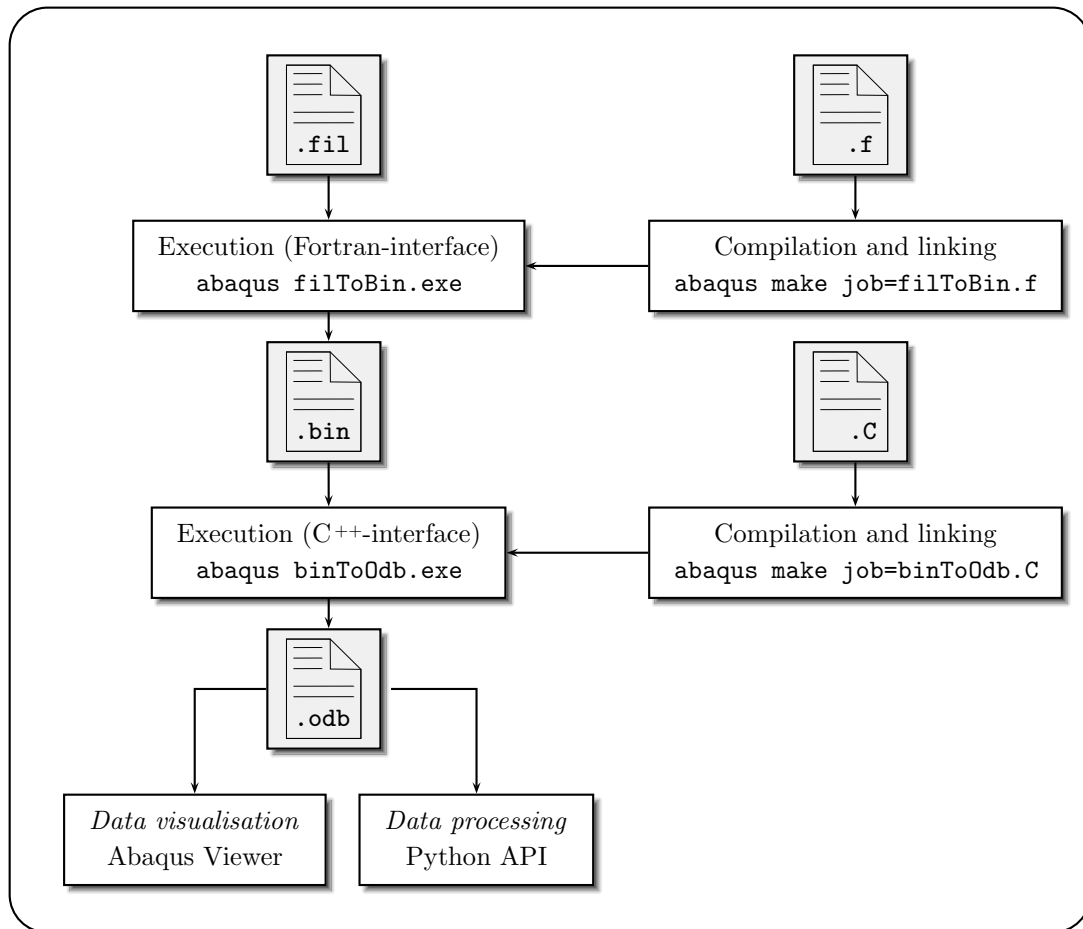 .fil
.f
Execution (Fortran-interface)
abaqus filToBin.exe
Compilation and linking
abaqus make job=filToBin.f
.bin
.C
Execution (C++-interface)
abaqus binToOdb.exe
Compilation and linking
abaqus make job=binToOdb.C
.odb
Data visualisation
Abaqus Viewer
Data processing
Python API